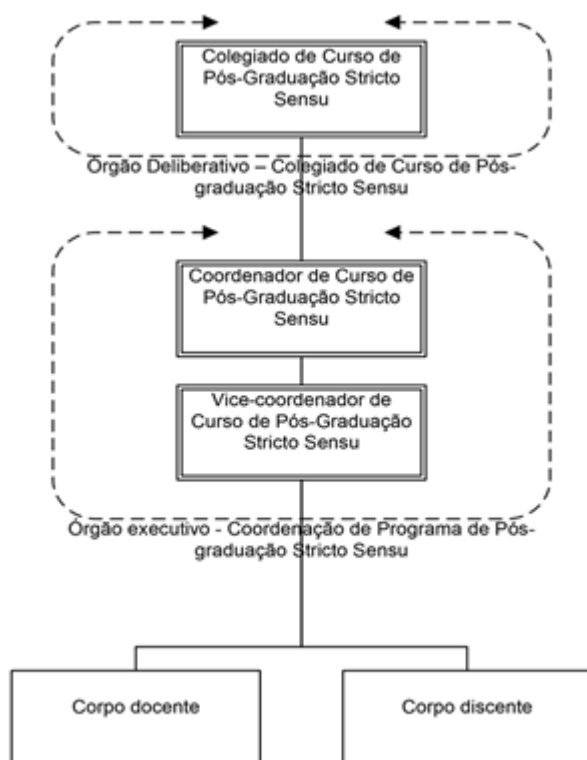 Colegiado de Curso de
Pós-Graduação Stricto
Sensu
Órgão Deliberativo – Colegiado de Curso de Pós-
graduação Stricto Sensu
Coordenador de Curso de
Pós-Graduação Stricto
Sensu
Vice-coordenador de
Curso de Pós-Graduação
Stricto Sensu
Órgão executivo - Coordenação de Programa de Pós-
graduação Stricto Sensu
Corpo docente
Corpo discente